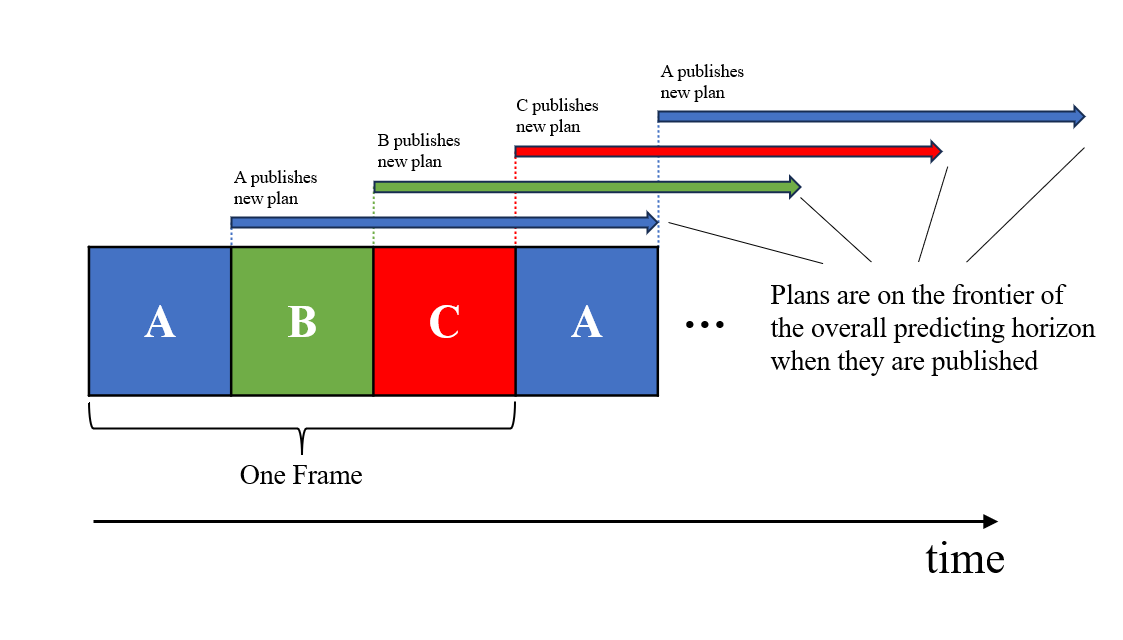 A publishes
new plan
C publishes
new plan
B publishes
new plan
A publishes
new plan
A
B
C
A
...
Plans are on the frontier of
the overall predicting horizon
when they are published
One Frame
time